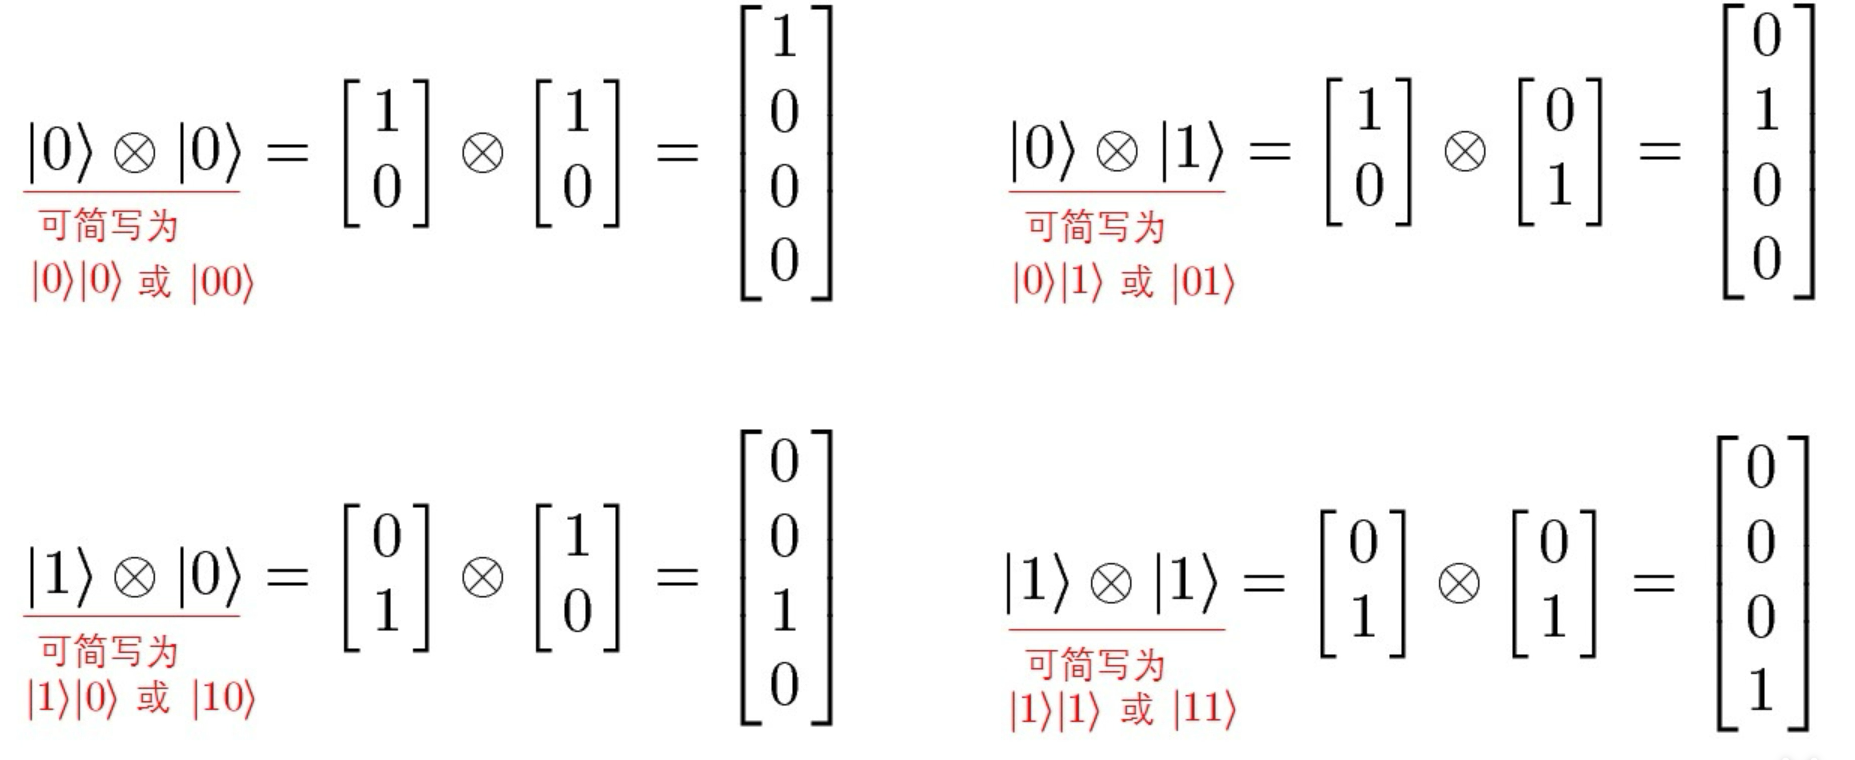 |0⟩ ⊗ |0⟩ = [1 0] ⊗ [1 0] = [1 0 0 0]
可简写为
|0⟩|0⟩ 或 |00⟩
|0⟩ ⊗ |1⟩ = [1 0] ⊗ [0 1] = [0 1 0 0]
可简写为
|0⟩|1⟩ 或 |01⟩
|1⟩ ⊗ |0⟩ = [0 1] ⊗ [1 0] = [0 0 1 0]
可简写为
|1⟩|0⟩ 或 |10⟩
|1⟩ ⊗ |1⟩ = [0 1] ⊗ [0 1] = [0 0 0 1]
可简写为
|1⟩|1⟩ 或 |11⟩